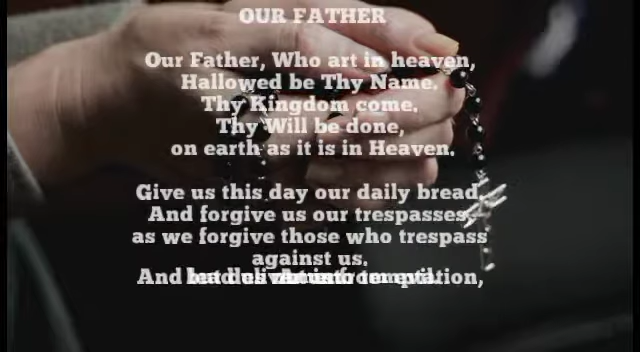 OUR FATHER
Our Father, Who art in heaven,
Hallowed be Thy Name.
Thy Kingdom come.
Thy Will be done,
on earth as it is in Heaven.
Give us this day our daily bread.
And forgive us our trespasses,
as we forgive those who trespass
against us.
And